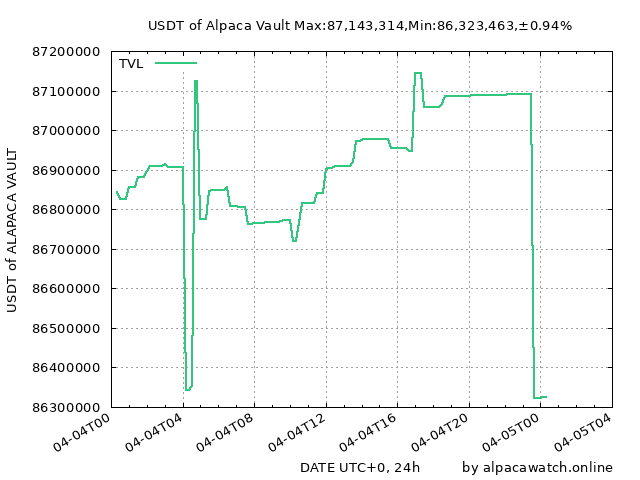 USDT of Alpaca Vault Max:87,143,314,Min:86,323,463,±0.94%
87200000
TVL
87100000
87000000
86900000
86800000
86700000
86600000
86500000
86400000
86300000
USDT of ALAPACA VAULT
04-04T00
04-04T04
04-04T08
04-04T12
04-04T16
04-04T20
04-05T00
04-05T04
DATE UTC+0, 24h
by alpacawatch.online